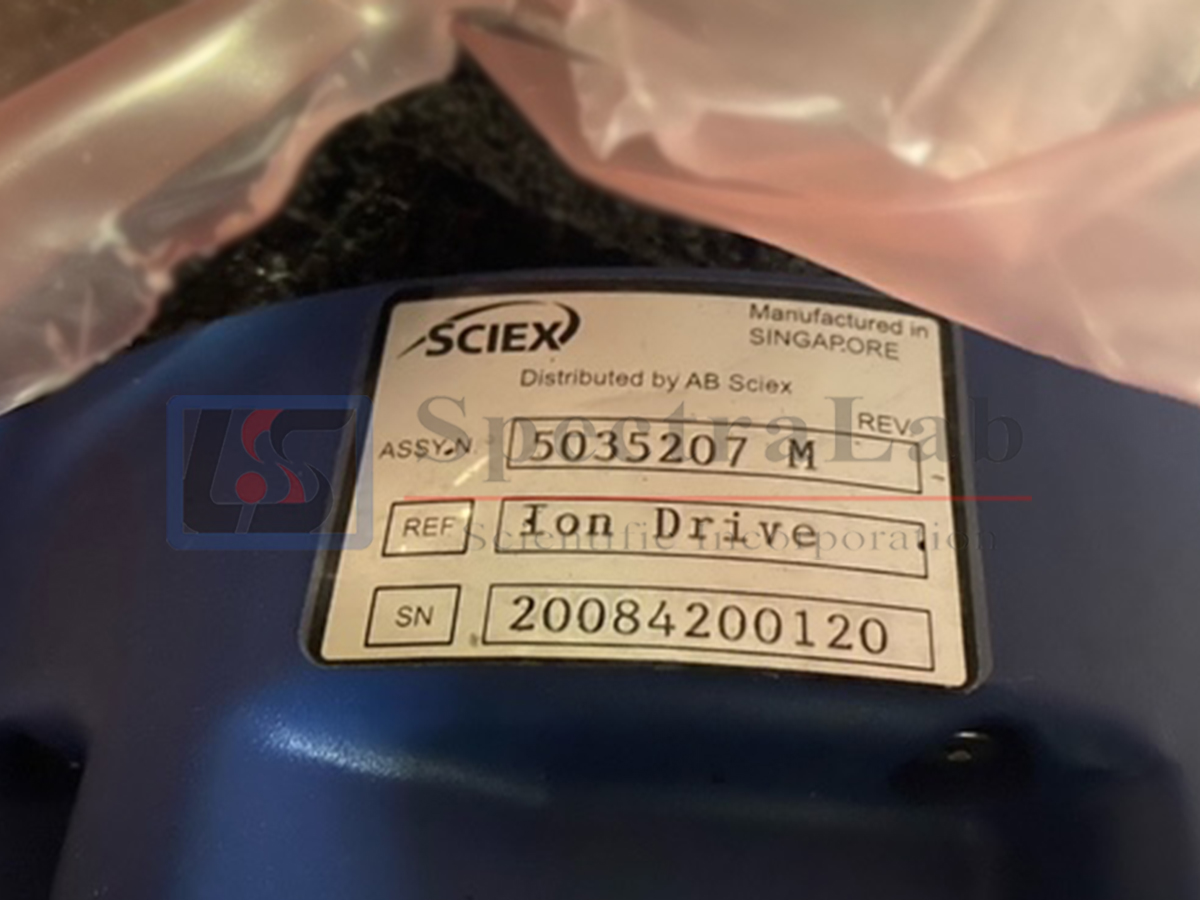 SCIEX
Manufactured in
SINGAPORE
Distributed by AB Sciex
REV.
ASSY.N. 5035207 M
REF Ion Drive
SN 20084200120
SpectraLab
Scientific Incorporation
LS